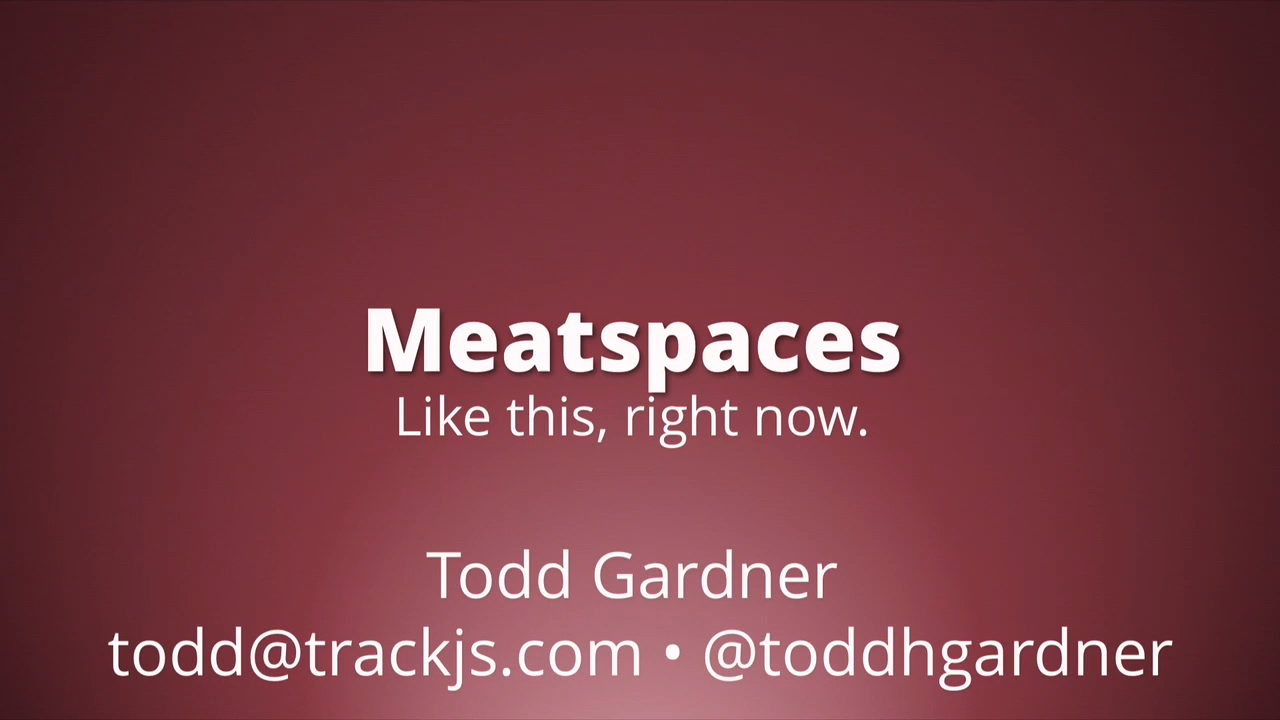 Meatspaces
Like this, right now.
Todd Gardner
todd@trackjs.com • @toddhgardner